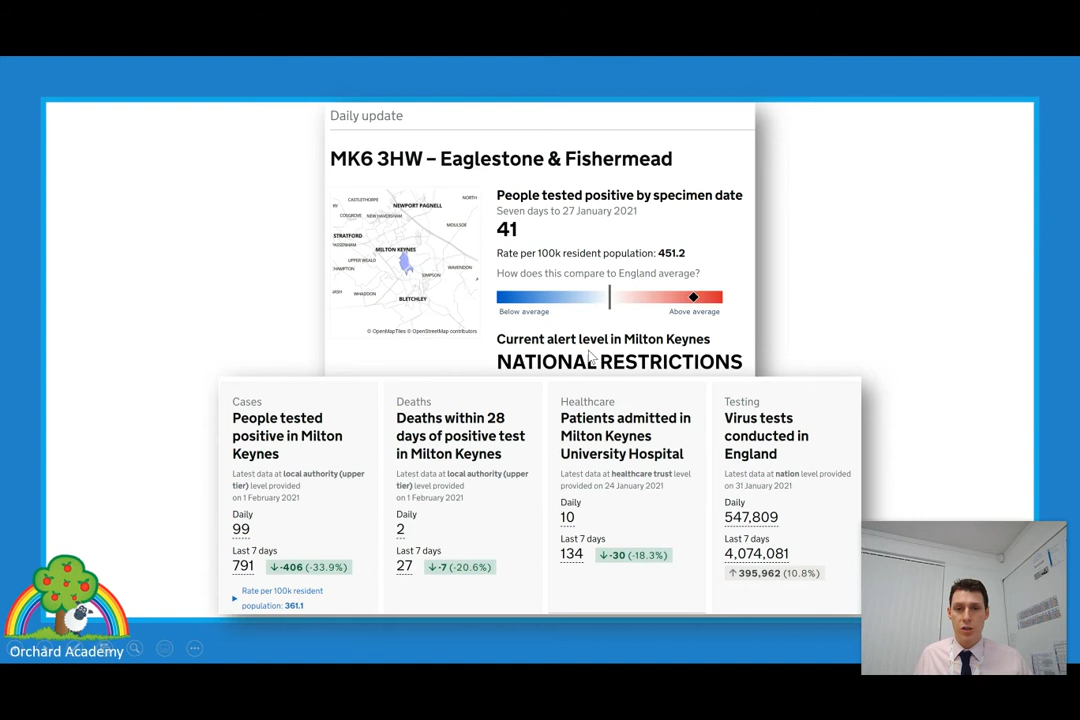 Daily update
MK6 3HW – Eaglestone & Fishermead
CASTLETHORPE
NORTH
NEWPORT PAGNELL
COSGROVE
NEW HAVERSHAM
MOULSOE
STRATFORD
MILTON KEYNES
UPPER WEALD
WAVENDON
SIMPSON
WHADDON
BLETCHLEY
© OpenMapTiles © OpenStreetMap contributors
People tested positive by specimen date
Seven days to 27 January 2021
41
Rate per 100k resident population: 451.2
How does this compare to England average?
Below average
Above average
Current alert level in Milton Keynes
NATIONAL RESTRICTIONS
Cases
People tested
positive in Milton
Keynes
Latest data at local authority (upper
tier) level provided
on 1 February 2021
Daily
99
Last 7 days
791 ↓-406 (-33.9%)
Rate per 100k resident
population: 361.1
Deaths
Deaths within 28
days of positive test
in Milton Keynes
Latest data at local authority (upper
tier) level provided
on 1 February 2021
Daily
2
Last 7 days
27 ↓-7 (-20.6%)
Healthcare
Patients admitted in
Milton Keynes
University Hospital
Latest data at healthcare trust level
provided on 24 January 2021
Daily
10
Last 7 days
134 ↓-30 (-18.3%)
Testing
Virus tests
conducted in
England
Latest data at nation level provided
on 31 January 2021
Daily
547,809
Last 7 days
4,074,081
↑ 395,962 (10.8%)
Orchard Academy